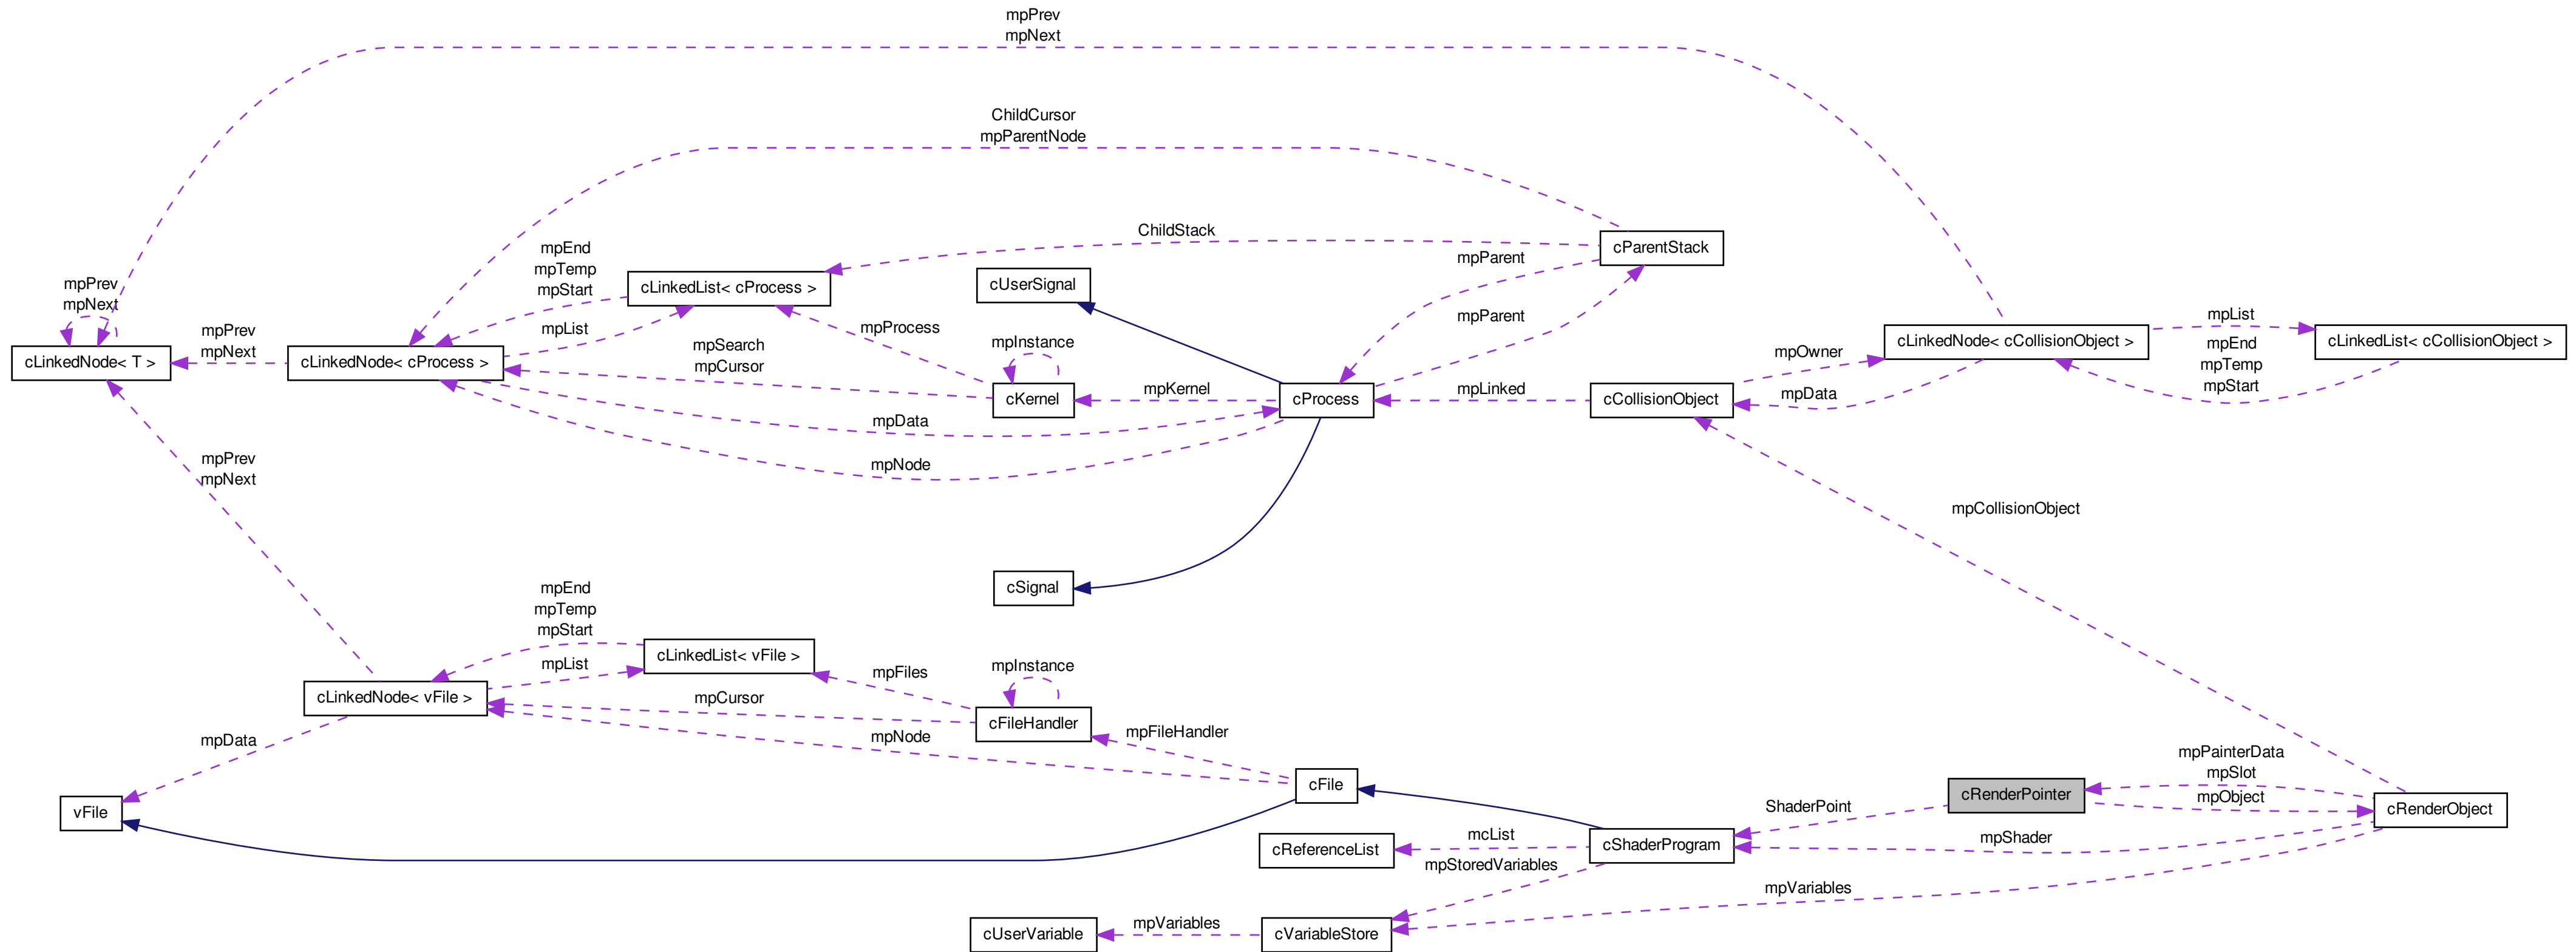 mpPrev
mpNext
ChildCursor
mpParentNode
ChildStack
cParentStack
mpParent
mpEnd
mpTemp
mpStart
cLinkedList< cProcess >
cUserSignal
mpPrev
mpNext
mpList
mpProcess
mpParent
mpList
cLinkedNode< T >
mpPrev
mpNext
cLinkedNode< cProcess >
mpSearch
mpCursor
mpInstance
cKernel
mpKernel
cProcess
mpLinked
cCollisionObject
mpOwner
mpData
cLinkedNode< cCollisionObject >
cLinkedList< cCollisionObject >
mpEnd
mpTemp
mpStart
mpData
mpNode
mpPrev
mpNext
mpCollisionObject
cSignal
mpEnd
mpTemp
mpStart
cLinkedList< vFile >
mpList
mpFiles
mpInstance
cLinkedNode< vFile >
mpCursor
cFileHandler
mpNode
mpFileHandler
mpData
vFile
cFile
mpPainterData
mpSlot
cRenderPointer
mpObject
cRenderObject
ShaderPoint
mcList
cReferenceList
cShaderProgram
mpShader
mpStoredVariables
mpVariables
cUserVariable
mpVariables
cVariableStore